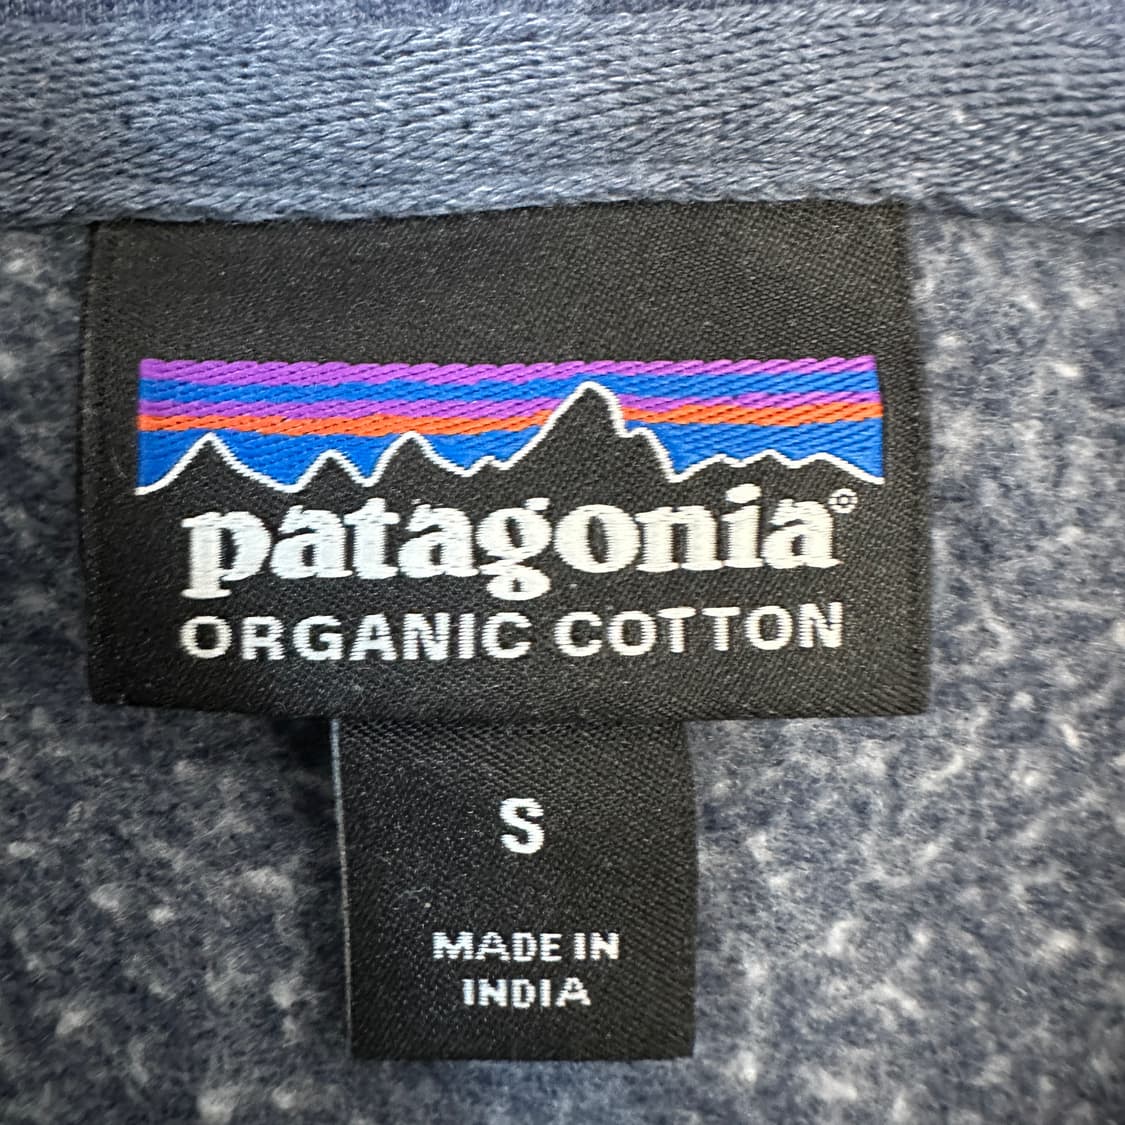 patagonia®
ORGANIC COTTON
S
MADE IN
INDIA